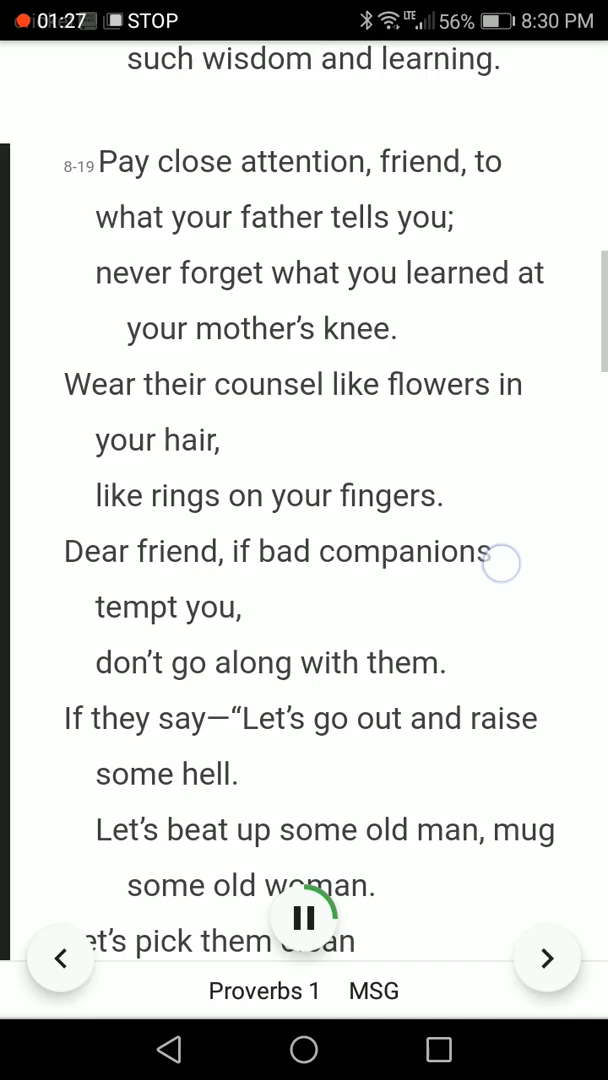 01:27 STOP LTE 56% 8:30 PM
such wisdom and learning.
8-19 Pay close attention, friend, to
what your father tells you;
never forget what you learned at
your mother’s knee.
Wear their counsel like flowers in
your hair,
like rings on your fingers.
Dear friend, if bad companions
tempt you,
don’t go along with them.
If they say—“Let’s go out and raise
some hell.
Let’s beat up some old man, mug
some old woman.
et’s pick them
Proverbs 1 MSG